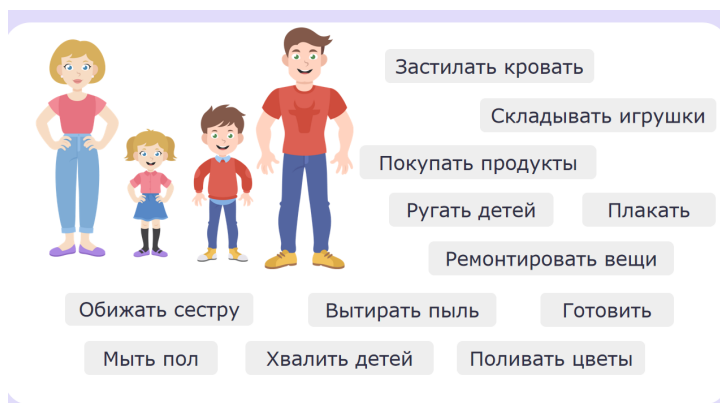 Застилать кровать
Складывать игрушки
Покупать продукты
Ругать детей
Плакать
Ремонтировать вещи
Обижать сестру
Вытирать пыль
Готовить
Мыть пол
Хвалить детей
Поливать цветы